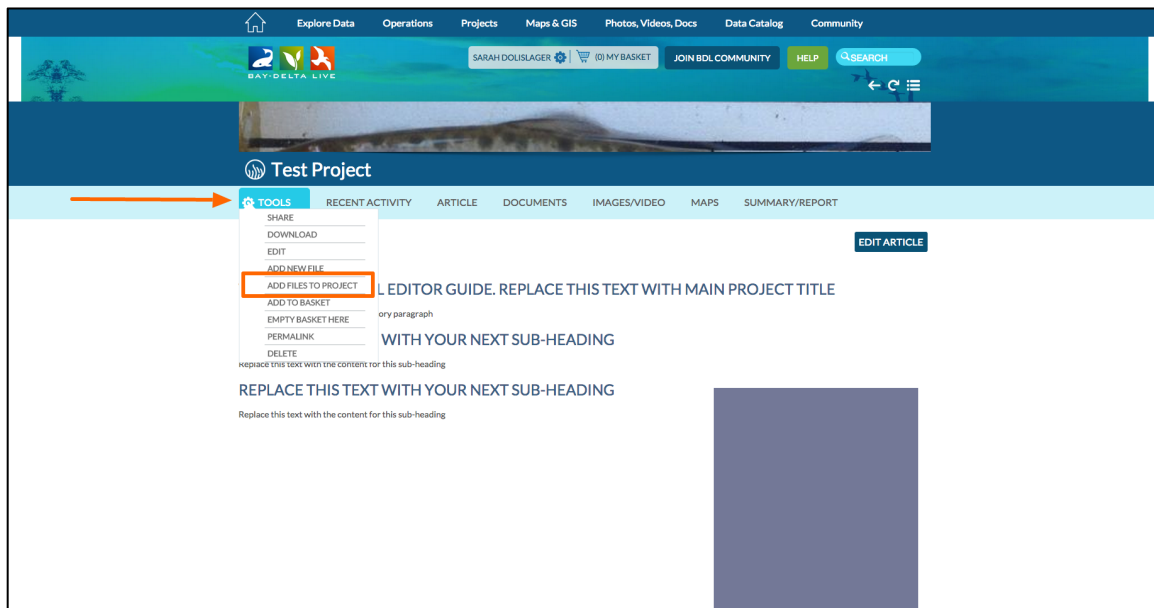 Explore Data Operations Projects Maps & GIS Photos, Videos, Docs Data Catalog Community
BAY-DELTA LIVE
SARAH DOLISLAGER (0) MY BASKET JOIN BDL COMMUNITY HELP SEARCH
Test Project
TOOLS RECENT ACTIVITY ARTICLE DOCUMENTS IMAGES/VIDEO MAPS SUMMARY/REPORT
SHARE
DOWNLOAD
EDIT
ADD NEW FILE
ADD FILES TO PROJECT
ADD TO BASKET
EMPTY BASKET HERE
PERMALINK
DELETE
EDIT ARTICLE
L EDITOR GUIDE. REPLACE THIS TEXT WITH MAIN PROJECT TITLE
ory paragraph
WITH YOUR NEXT SUB-HEADING
Replace this text with the content for this sub-heading
REPLACE THIS TEXT WITH YOUR NEXT SUB-HEADING
Replace this text with the content for this sub-heading